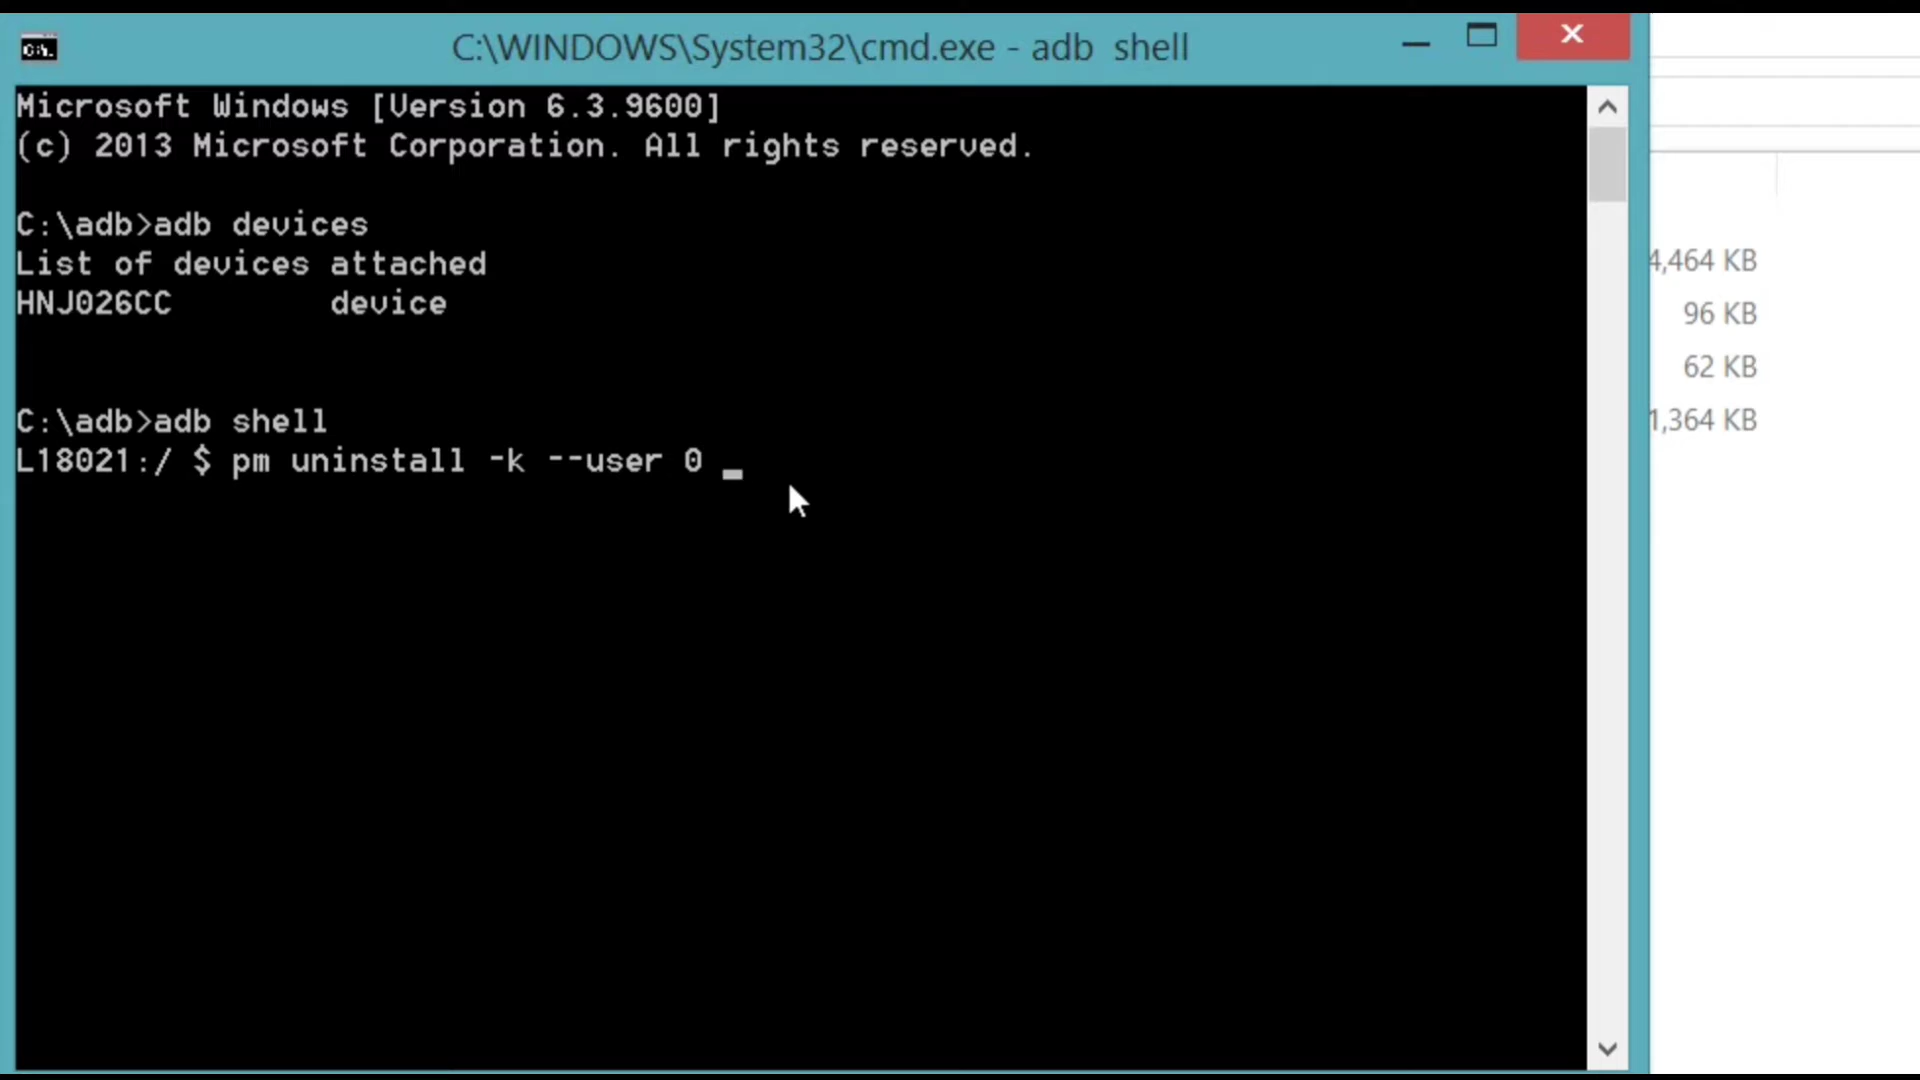 C:\WINDOWS\System32\cmd.exe - adb  shell
Microsoft Windows [Version 6.3.9600]
(c) 2013 Microsoft Corporation. All rights reserved.
C:\adb>adb devices
List of devices attached
HNJ026CC        device
C:\adb>adb shell
L18021:/ $ pm uninstall -k --user 0 _
4,464 KB
96 KB
62 KB
1,364 KB